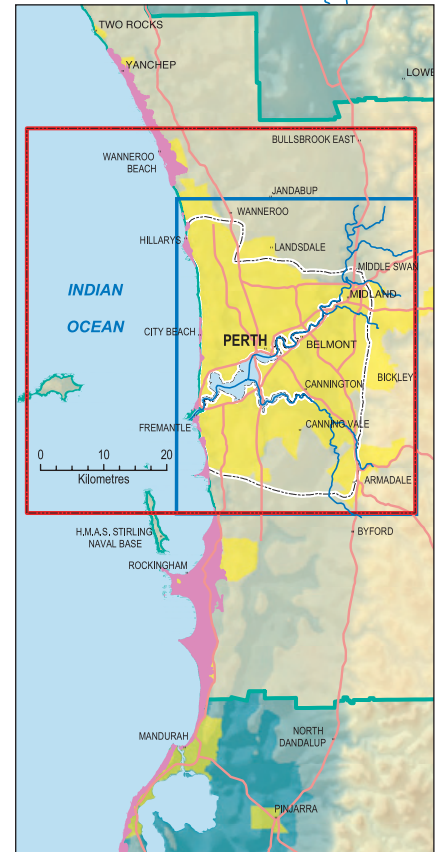 TWO ROCKS
YANCHEP
LOWE
BULLSBROOK EAST
WANNEROO
BEACH
JANDABUP
WANNEROO
HILLARYS
LANDSDALE
MIDDLE SWAN
INDIAN
OCEAN
MIDLAND
CITY BEACH
PERTH
BELMONT
BICKLEY
CANNINGTON
FREMANTLE
CANNING VALE
0 10 20
Kilometres
ARMADALE
H.M.A.S. STIRLING
NAVAL BASE
BYFORD
ROCKINGHAM
MANDURAH
NORTH
DANDALUP
PINJARRA